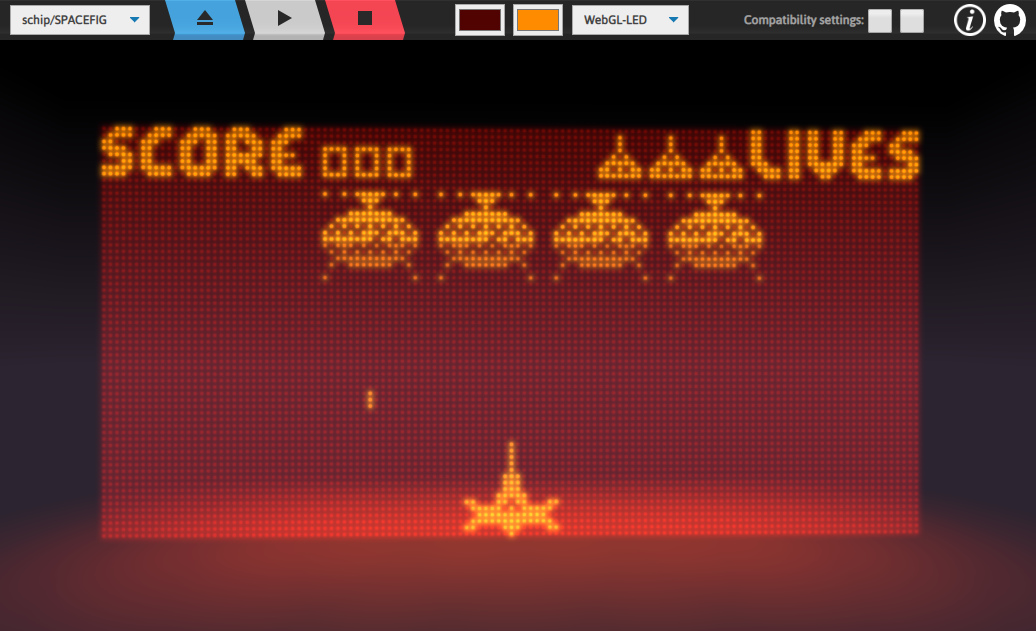 schip/SPACEFIG
WebGL-LED
Compatibility settings:
i
SCORE 000
LIVES